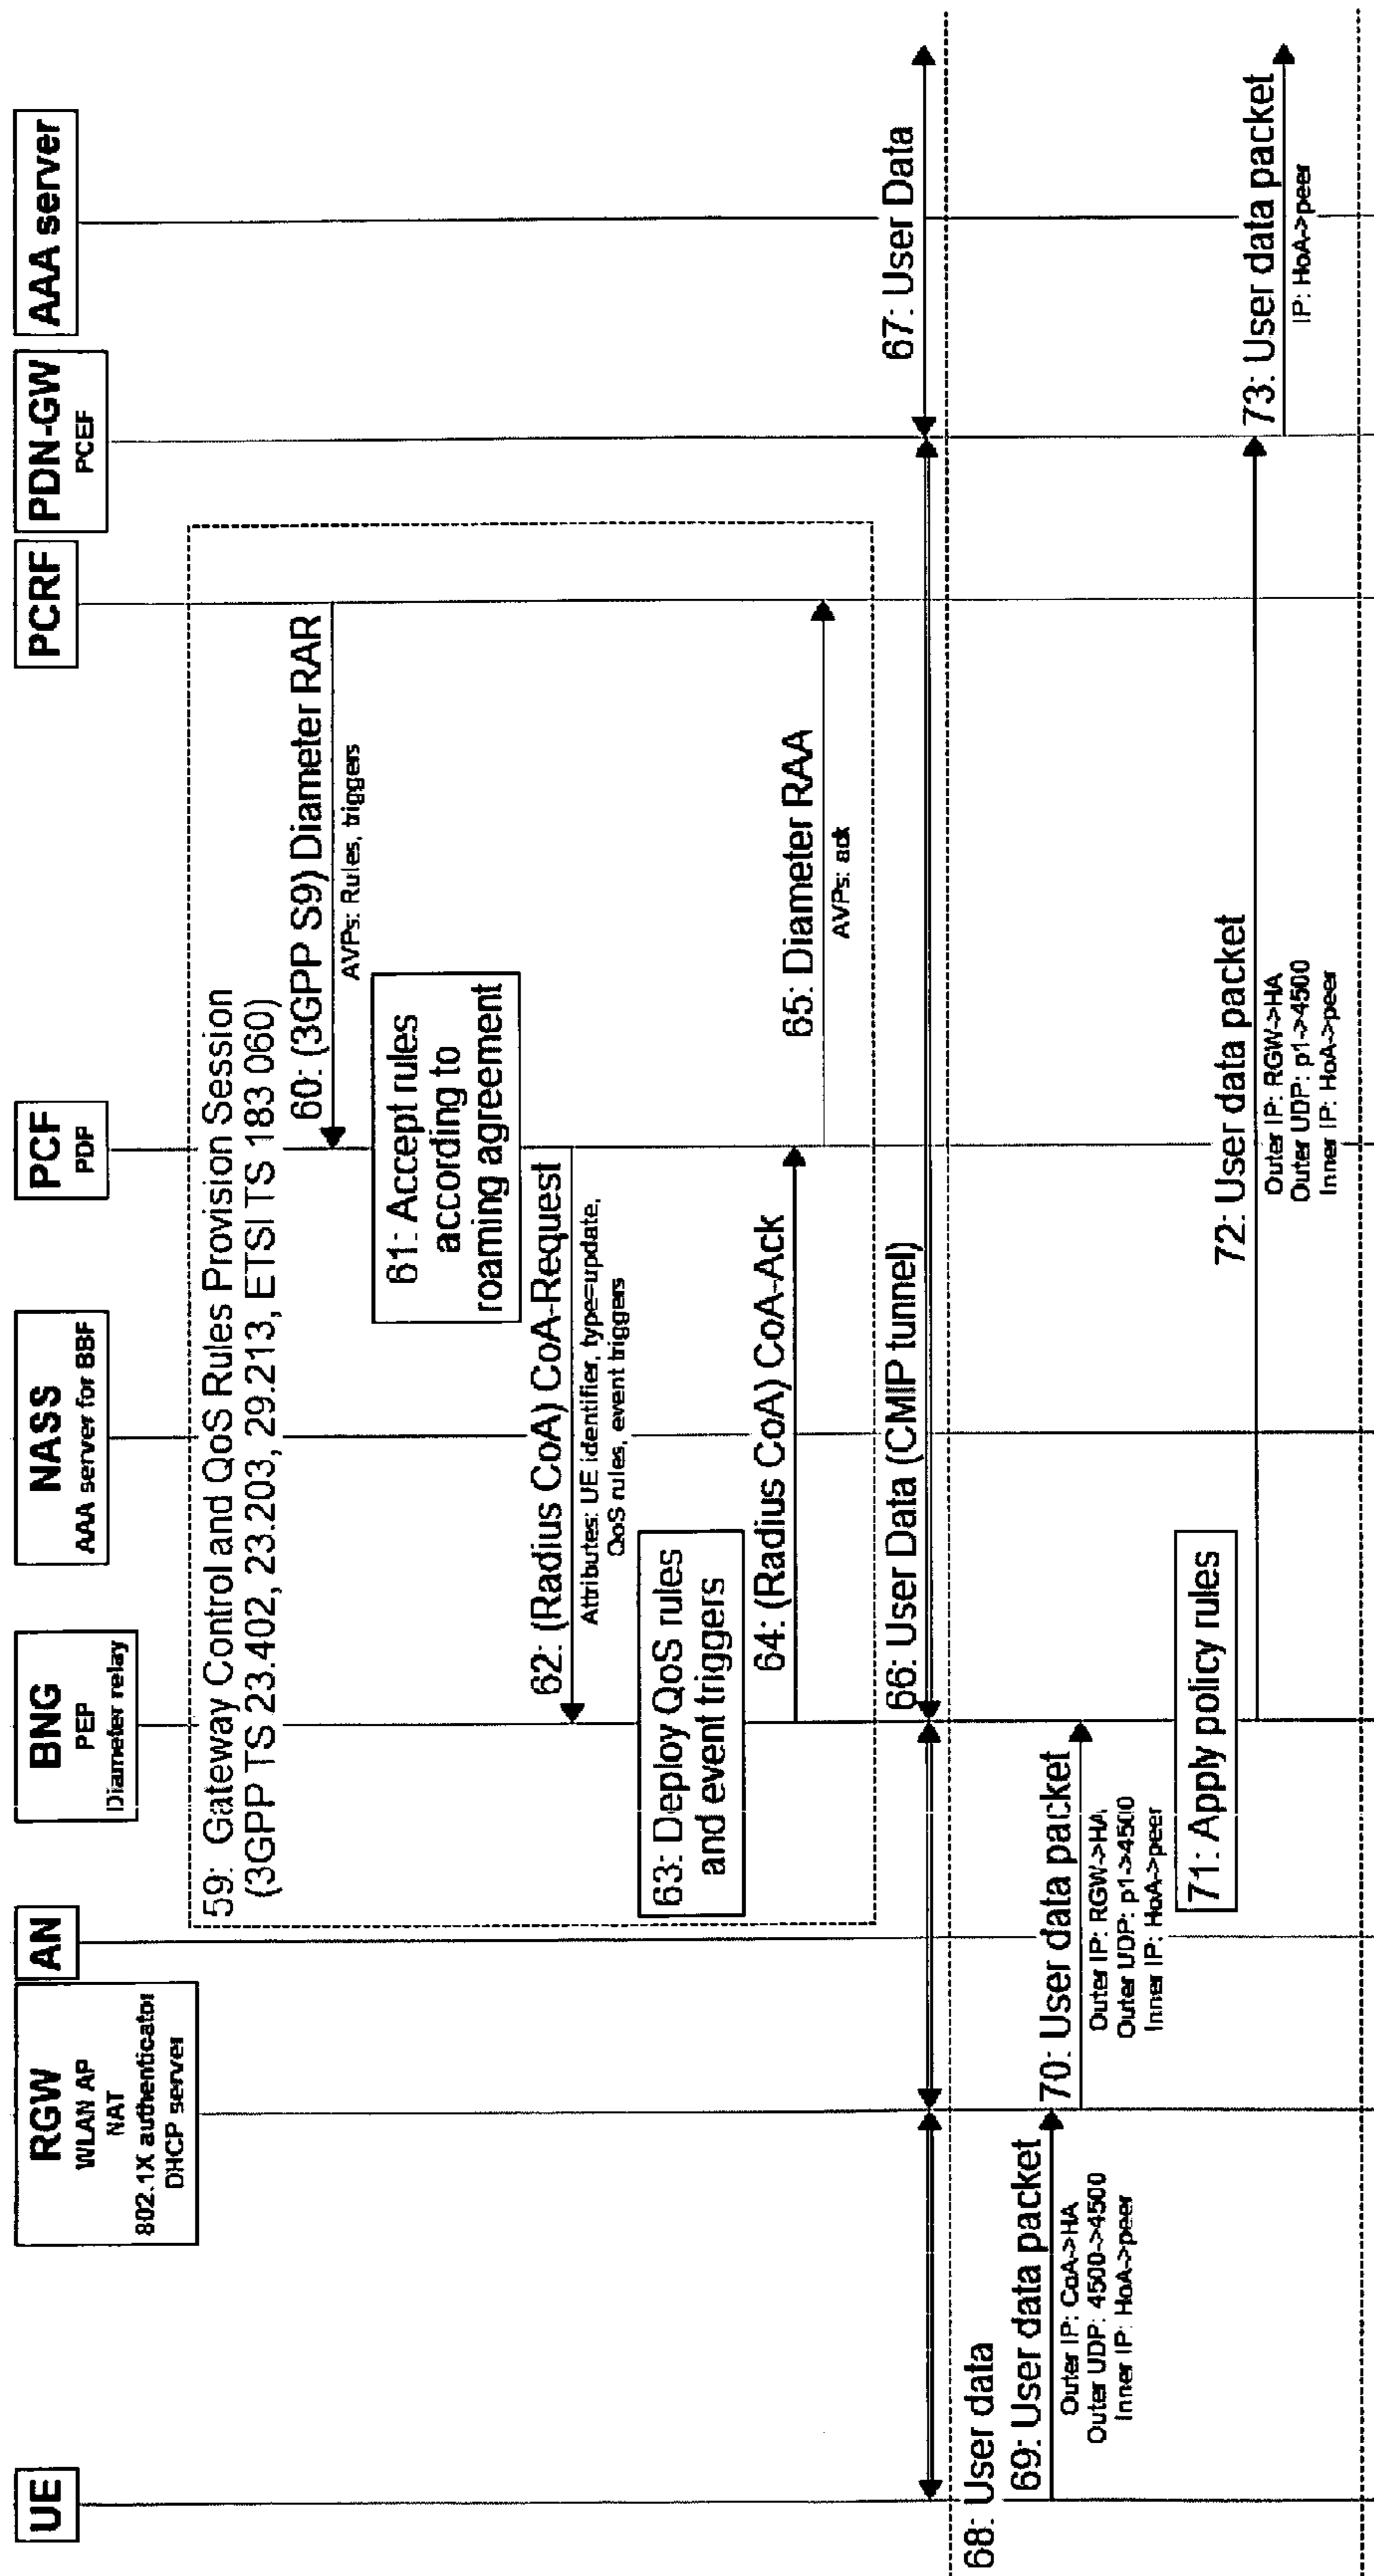 UE
RGW
WLAN AP
NAT
802.1X authenticator
DHCP server
AN
BNG
PEP
Diameter relay
NASS
AAA server for BBF
PCF
PDP
PCRF
PDN-GW
PCEF
AAA server
59: Gateway Control and QoS Rules Provision Session
(3GPP TS 23.402, 23.203, 29.213, ETSI TS 183 060)
60: (3GPP S9) Diameter RAR
AVPs: Rules, triggers
61: Accept rules
according to
roaming agreement
62: (Radius CoA) CoA-Request
Attributes: UE identifier, type=update,
QoS rules, event triggers
63: Deploy QoS rules
and event triggers
64: (Radius CoA) CoA-Ack
65: Diameter RAA
AVPs: ack
66: User Data (CMIP tunnel)
67: User Data
68: User data
69: User data packet
Outer IP: CoA->HA
Outer UDP: 4500->4500
Inner IP: HoA->peer
70: User data packet
Outer IP: RGW->HA
Outer UDP: p1->4500
Inner IP: HoA->peer
71: Apply policy rules
72: User data packet
Outer IP: RGW->HA
Outer UDP: p1->4500
Inner IP: HoA->peer
73: User data packet
IP: HoA->peer